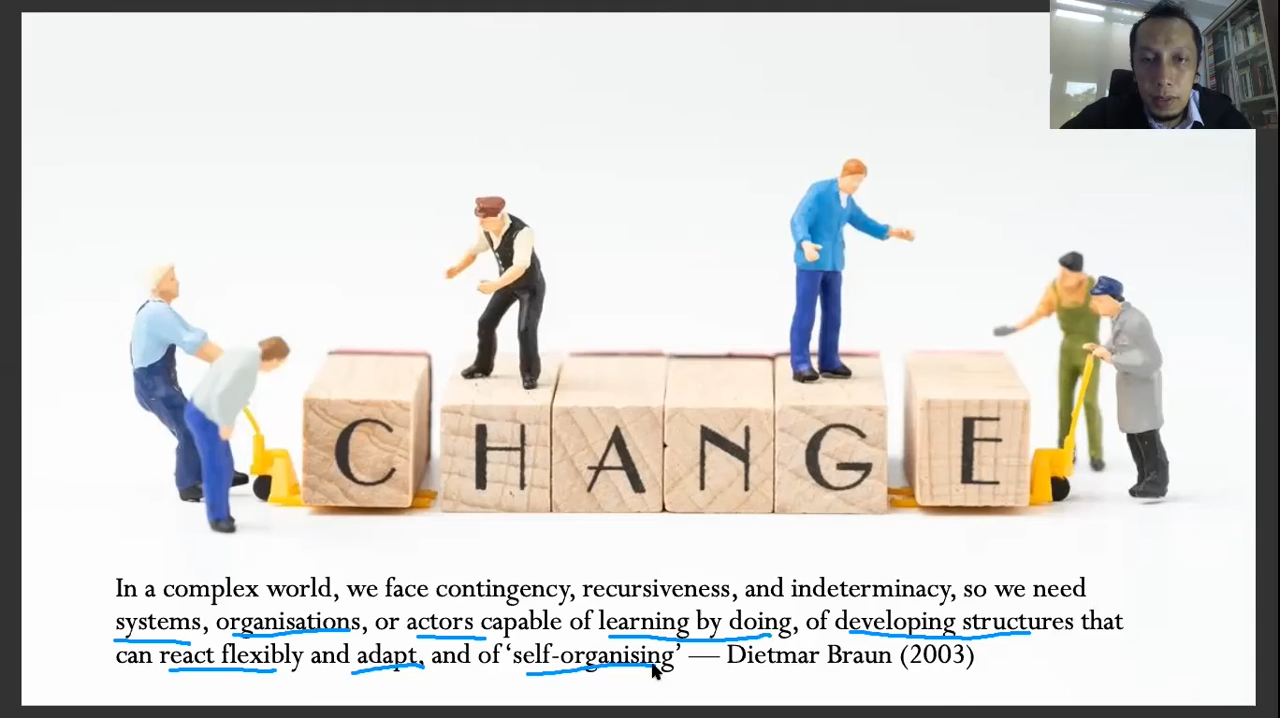 CHANGE
In a complex world, we face contingency, recursiveness, and indeterminacy, so we need
systems, organisations, or actors capable of learning by doing, of developing structures that
can react flexibly and adapt, and of ‘self-organising’ — Dietmar Braun (2003)